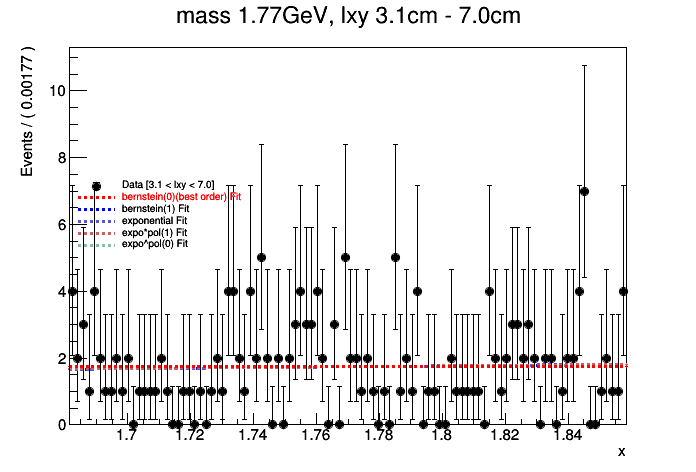 mass 1.77GeV, lxy 3.1cm - 7.0cm
Events / ( 0.00177 )
10
8
6
4
2
0
Data [3.1 < lxy < 7.0]
bernstein(0)(best order) Fit
bernstein(1) Fit
exponential Fit
expo*pol(1) Fit
expo^pol(0) Fit
1.7 1.72 1.74 1.76 1.78 1.8 1.82 1.84
x